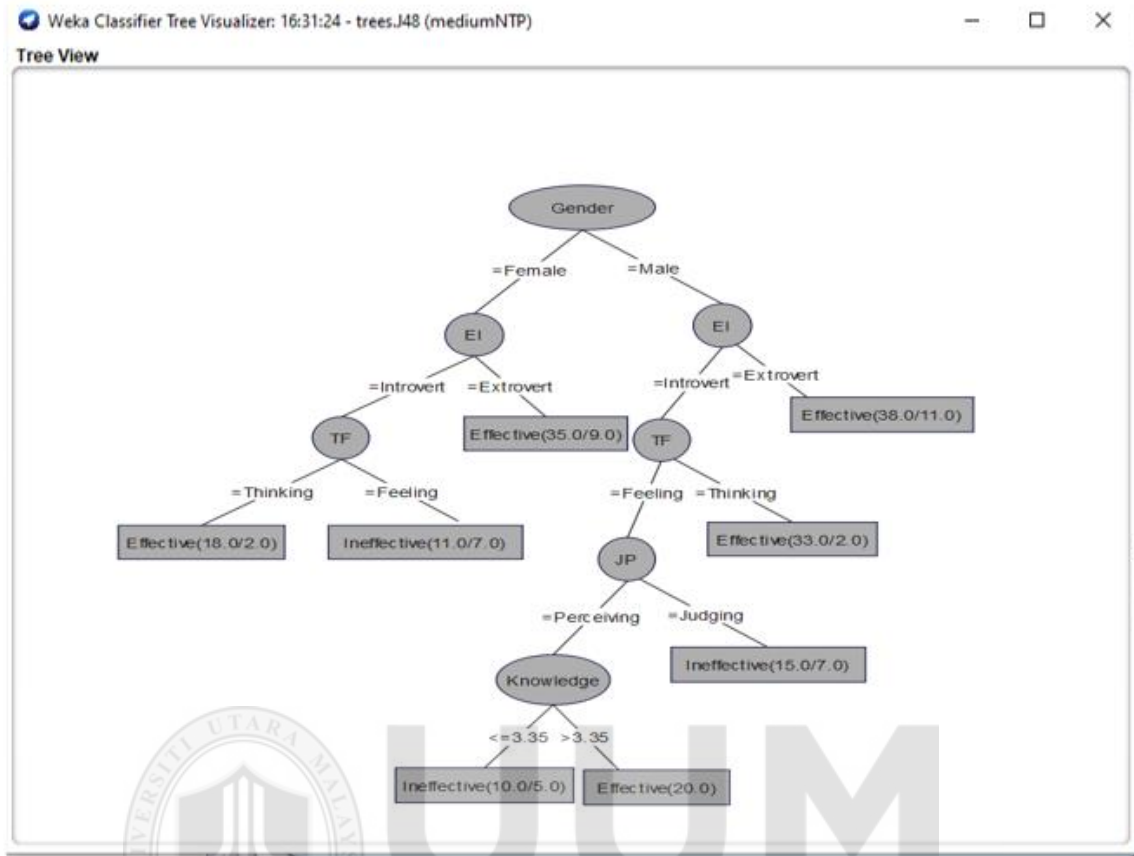 Weka Classifier Tree Visualizer: 16:31:24 - trees.J48 (mediumNTP)
Tree View
Gender
=Female
=Male
EI
EI
=Introvert
=Extrovert
=Introvert
=Extrovert
Effective(38.0/11.0)
TF
Effective(35.0/9.0)
TF
=Thinking
=Feeling
=Feeling
=Thinking
Effective(18.0/2.0)
Ineffective(11.0/7.0)
Effective(33.0/2.0)
JP
=Perceiving
=Judging
Ineffective(15.0/7.0)
Knowledge
<=3.35
>3.35
Ineffective(10.0/5.0)
Effective(20.0)
UTARA
UUM